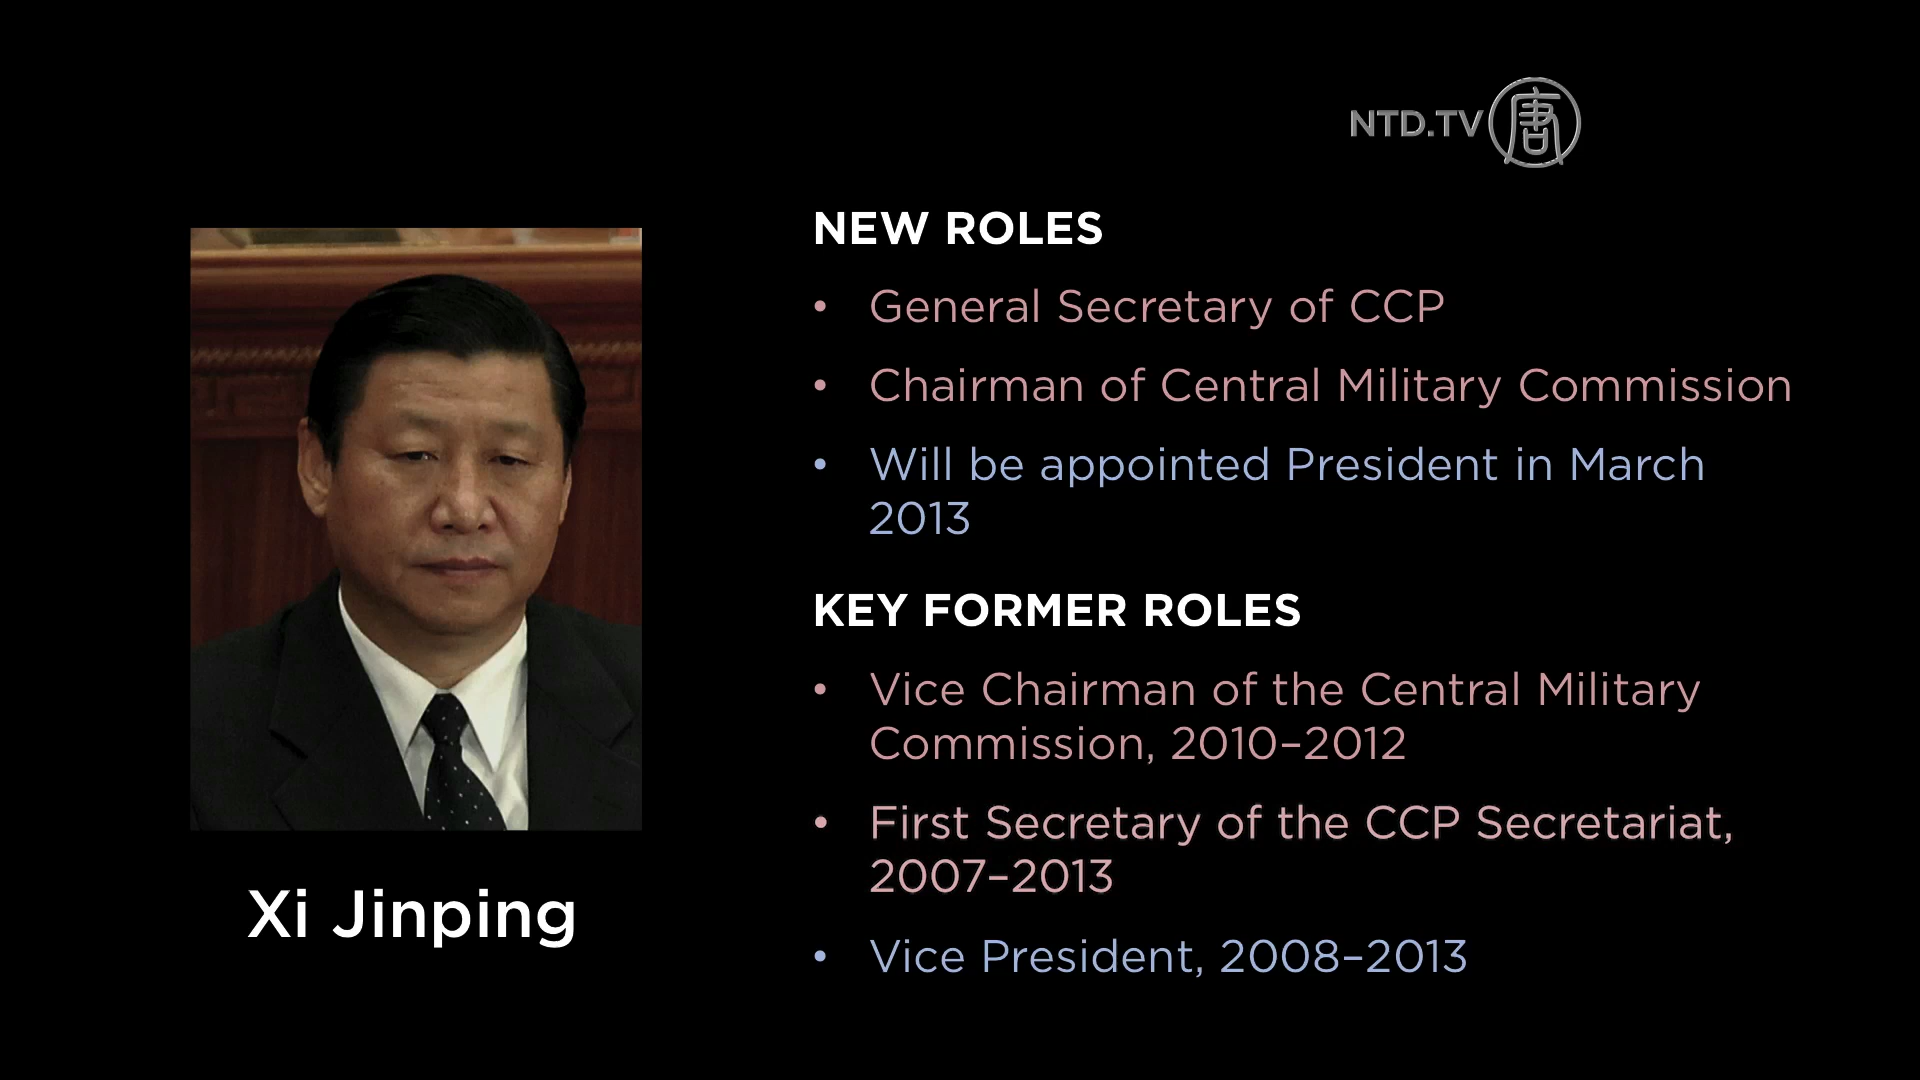 NTD.TV 唐
NEW ROLES
• General Secretary of CCP
• Chairman of Central Military Commission
• Will be appointed President in March
2013
KEY FORMER ROLES
• Vice Chairman of the Central Military
Commission, 2010–2012
• First Secretary of the CCP Secretariat,
2007–2013
• Vice President, 2008–2013
Xi Jinping